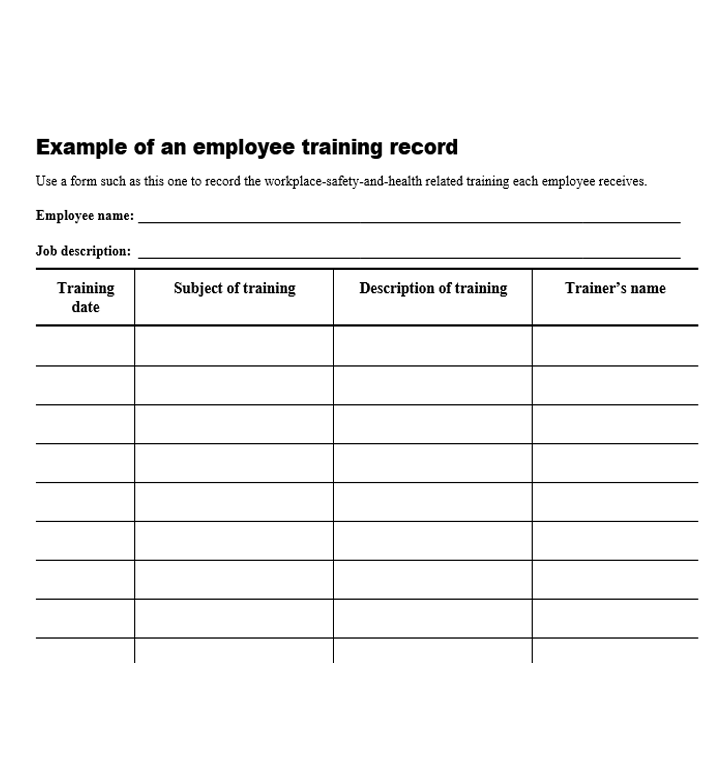 Example of an employee training record
Use a form such as this one to record the workplace-safety-and-health related training each employee receives.
Employee name:
Job description:
Training date
Subject of training
Description of training
Trainer’s name